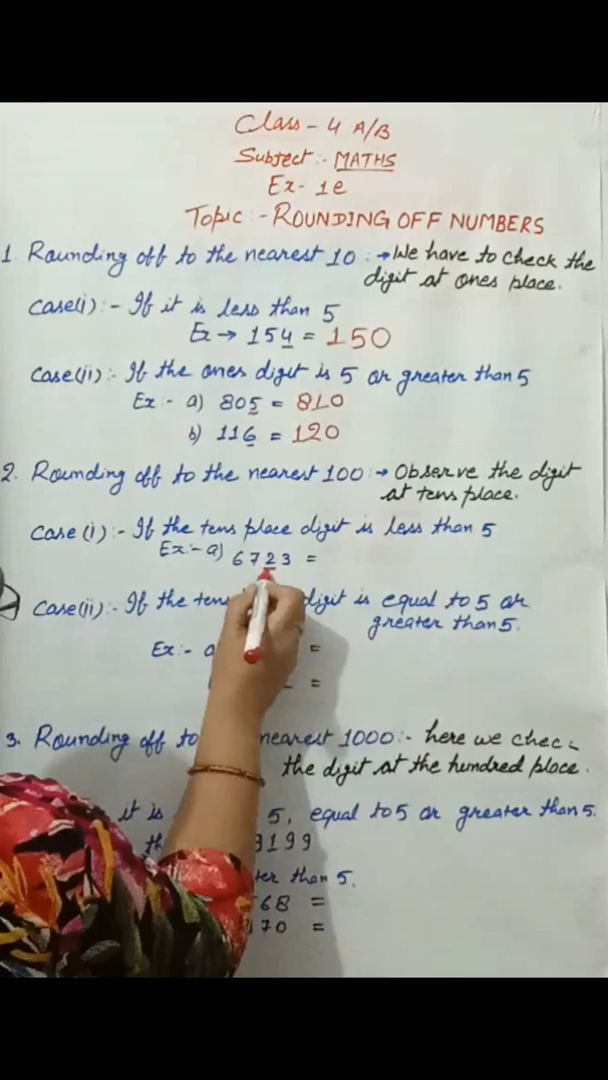 Class - 4 A/B
Subject :- MATHS
Ex - 1e
Topic :- ROUNDING OFF NUMBERS
1. Rounding off to the nearest 10 :→ We have to check the
digit at ones place.
Case(i) :- If it is less than 5
Ex → 154 = 150
Case(ii) :- If the ones digit is 5 or greater than 5
Ex :- a) 805 = 810
b) 116 = 120
2. Rounding off to the nearest 100 :→ Observe the digit
at tens place.
Case (i) :- If the tens place digit is less than 5
Ex :- a) 6723 =
Case(ii) :- If the tens digit is equal to 5 or
greater than 5.
Ex :- a =
=
3. Rounding off to nearest 1000 :- here we chec
the digit at the hundred place.
it is 5, equal to 5 or greater than 5.
th 199
than 5.
68 =
70 =